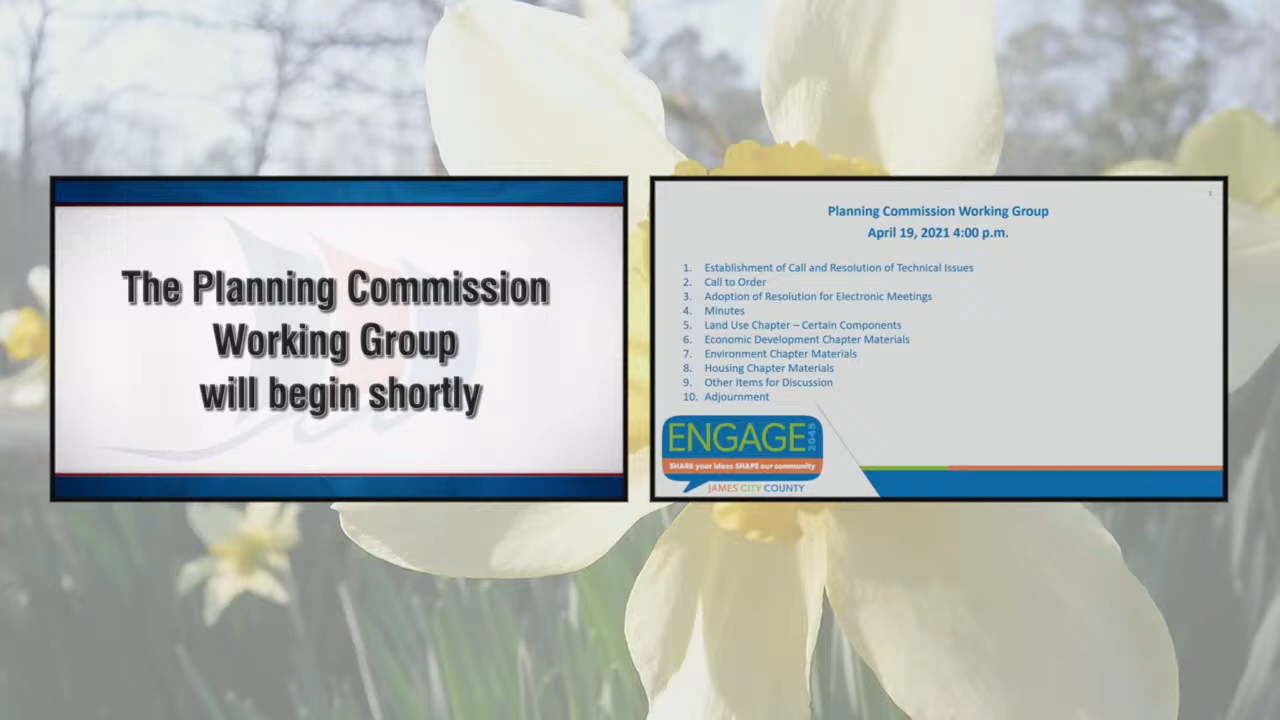 The Planning Commission
Working Group
will begin shortly
1
Planning Commission Working Group
April 19, 2021 4:00 p.m.
1. Establishment of Call and Resolution of Technical Issues
2. Call to Order
3. Adoption of Resolution for Electronic Meetings
4. Minutes
5. Land Use Chapter – Certain Components
6. Economic Development Chapter Materials
7. Environment Chapter Materials
8. Housing Chapter Materials
9. Other Items for Discussion
10. Adjournment
ENGAGE 2045
SHARE your ideas SHAPE our community
JAMES CITY COUNTY